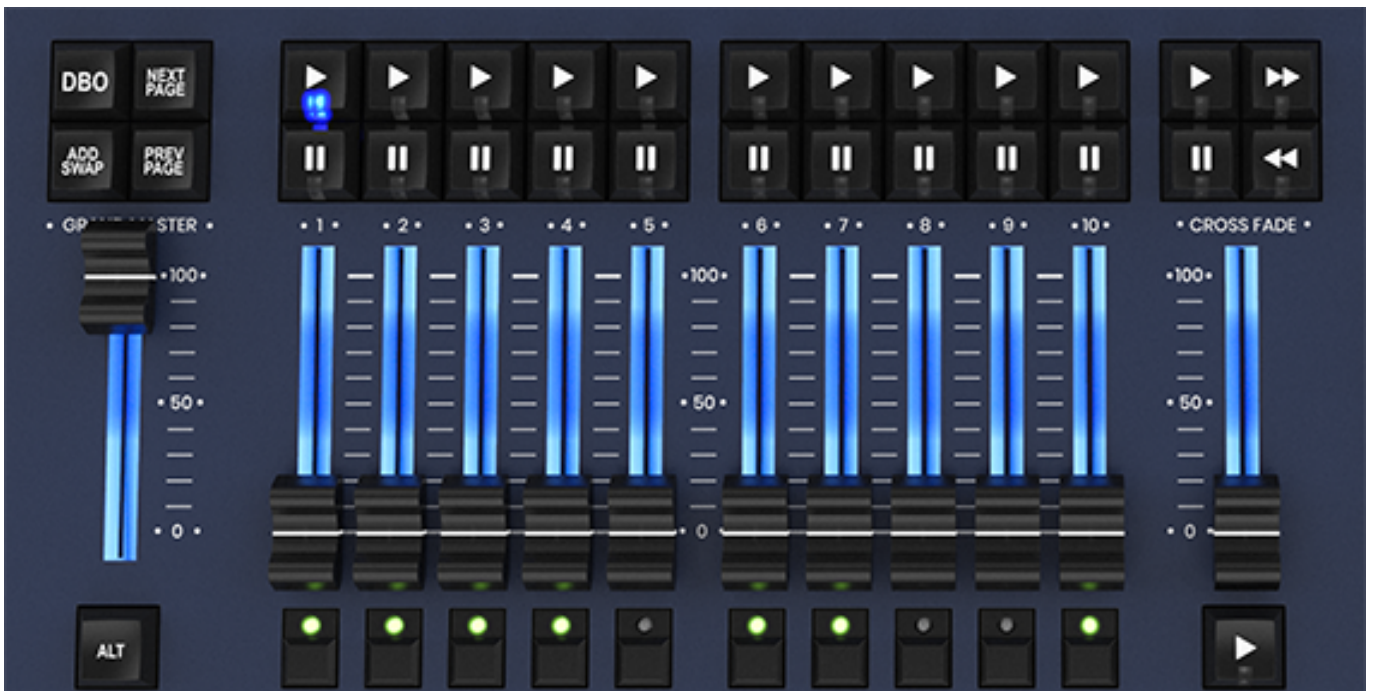 DBO
NEXT
PAGE
ADD
SWAP
PREV
PAGE
• 1 • • 2 • • 3 • • 4 • • 5 • • 6 • • 7 • • 8 • • 9 • • 10 • • CROSS FADE •
• 100 • • 100 • • 100 •
• 50 • • 50 • • 50 •
• 0 • • 0 • • 0 •
ALT